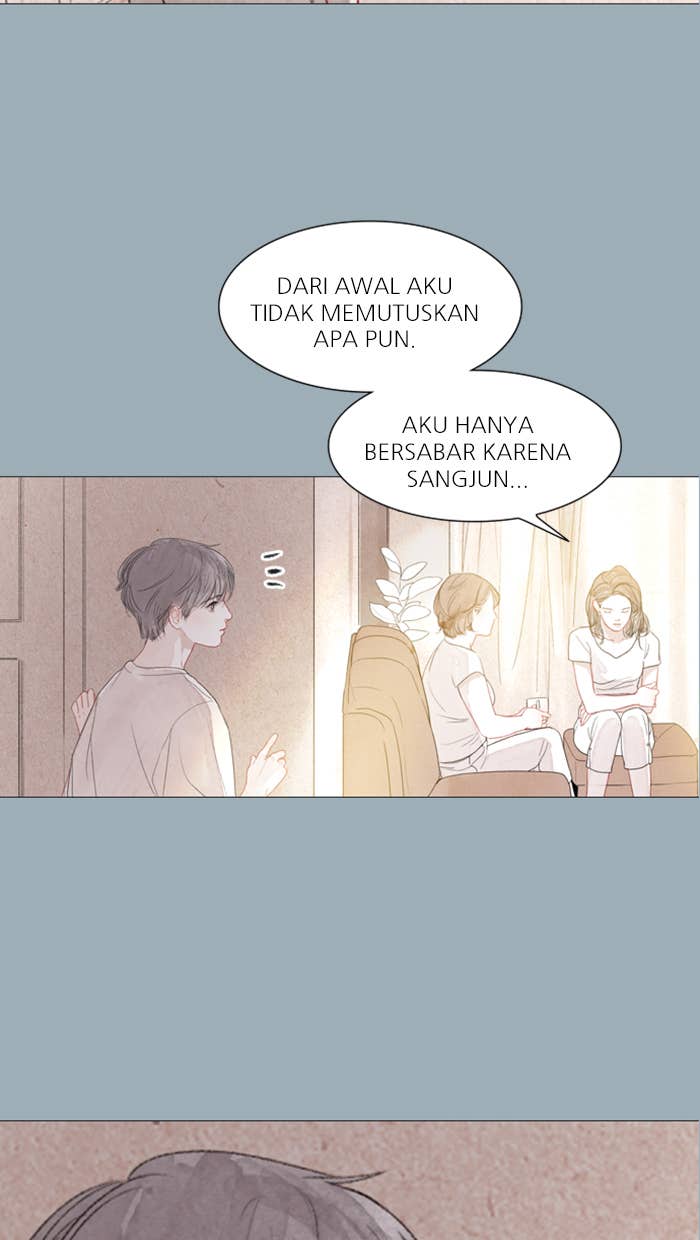 DARI AWAL AKU
TIDAK MEMUTUSKAN
APA PUN.
AKU HANYA
BERSABAR KARENA
SANGJUN...